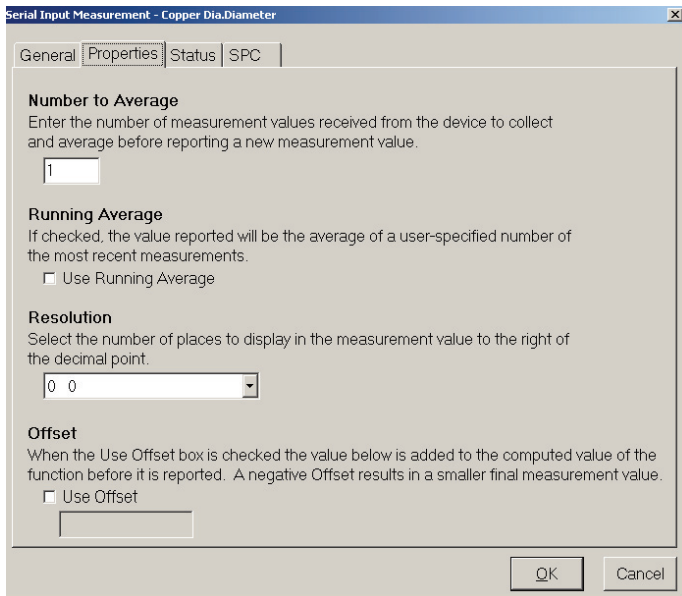 Serial Input Measurement - Copper Dia.Diameter
General Properties Status SPC
Number to Average
Enter the number of measurement values received from the device to collect
and average before reporting a new measurement value.
1
Running Average
If checked, the value reported will be the average of a user-specified number of
the most recent measurements.
Use Running Average
Resolution
Select the number of places to display in the measurement value to the right of
the decimal point.
0 0
Offset
When the Use Offset box is checked the value below is added to the computed value of the
function before it is reported. A negative Offset results in a smaller final measurement value.
Use Offset
OK Cancel